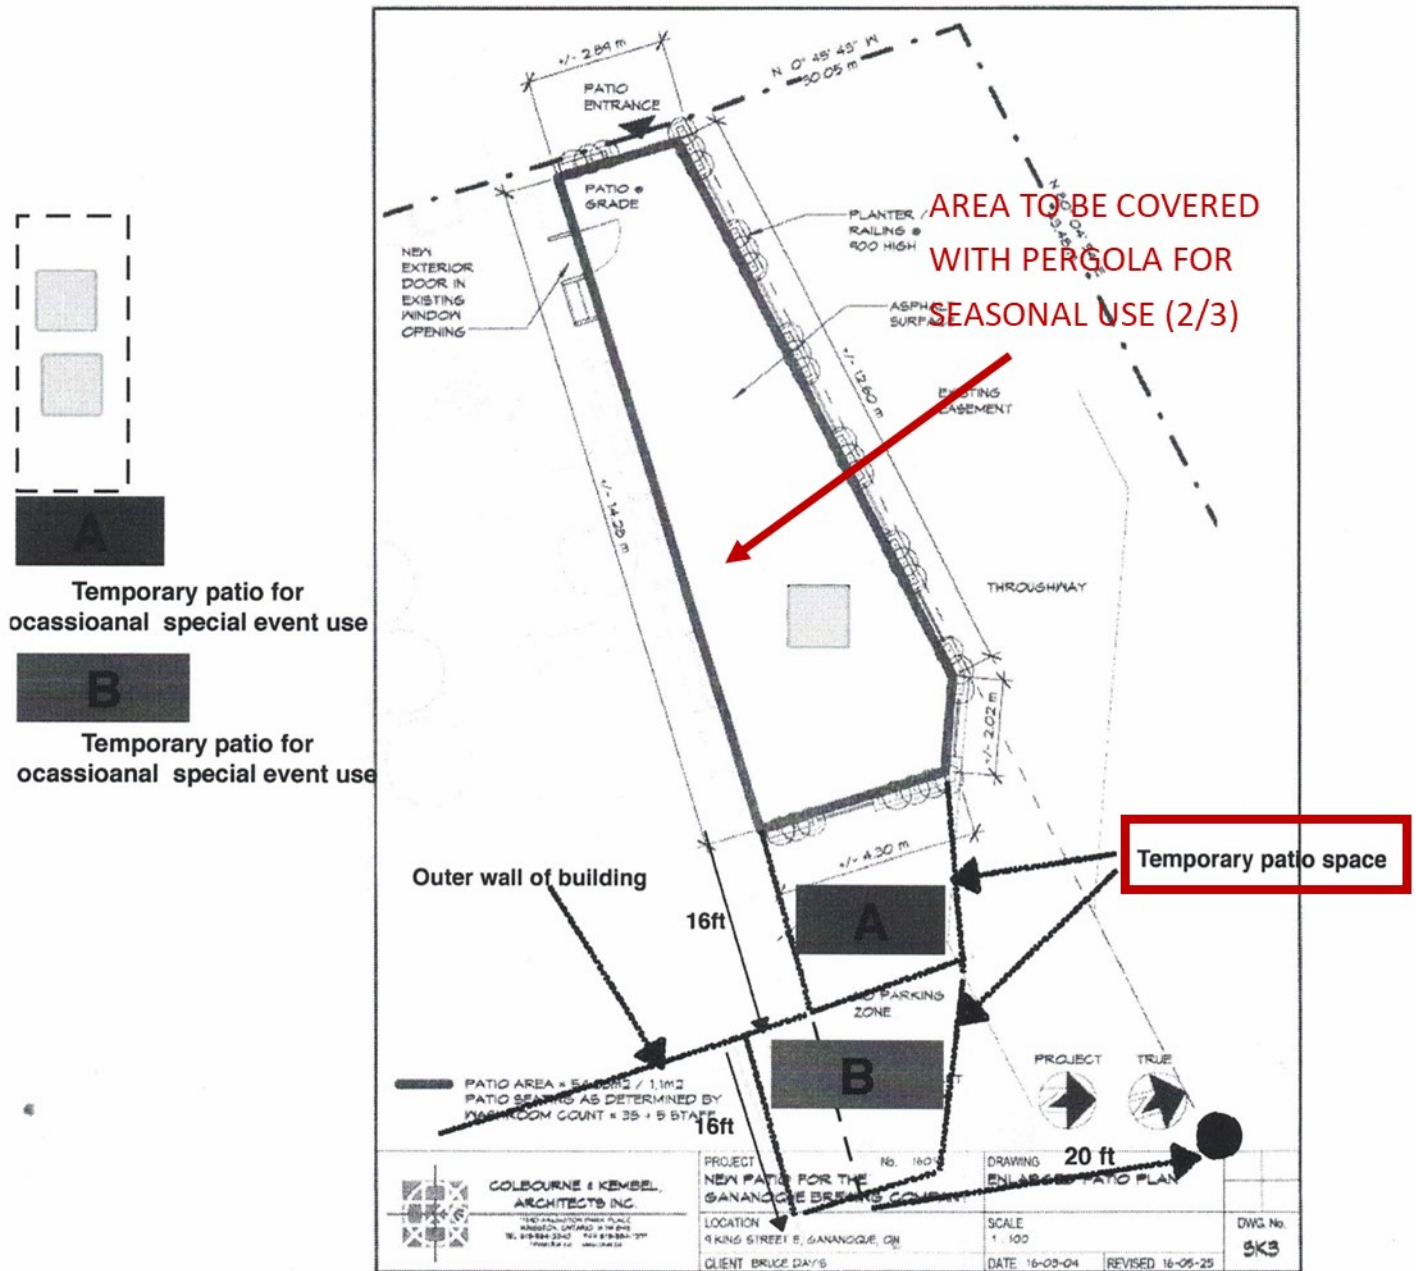 +/- 2.89 m
N 0° 45' 49" W
30.05 m
PATIO
ENTRANCE
PATIO @
GRADE
NEW
EXTERIOR
DOOR IN
EXISTING
WINDOW
OPENING
PLANTER /
RAILING @
900 HIGH
AREA TO BE COVERED
WITH PERGOLA FOR
SEASONAL USE (2/3)
SURFACE
+/- 12.60 m
EXISTING
EASEMENT
+/- 14.28 m
THROUGHWAY
+/- 2.02 m
+/- 4.30 m
A
Temporary patio for
ocassioanal special event use
B
Temporary patio for
ocassioanal special event use
Outer wall of building
16ft
A
Temporary patio space
PARKING
ZONE
B
16ft
PROJECT
TRUE
20 ft
PATIO AREA =
PATIO SEATING AS DETERMINED BY
WASHROOM COUNT = 35 + 5 STAFF
COLBOURNE & KEMBEL,
ARCHITECTS INC.
PROJECT No.
NEW PATIO FOR THE
GANANOQUE BREWING COMPANY
DRAWING
ENLARGED PATIO PLAN
LOCATION
9 KING STREET E, GANANOQUE, ON
SCALE
1 : 100
DWG No.
SK3
CLIENT BRUCE DAVIS
DATE 16-03-04
REVISED 16-05-25